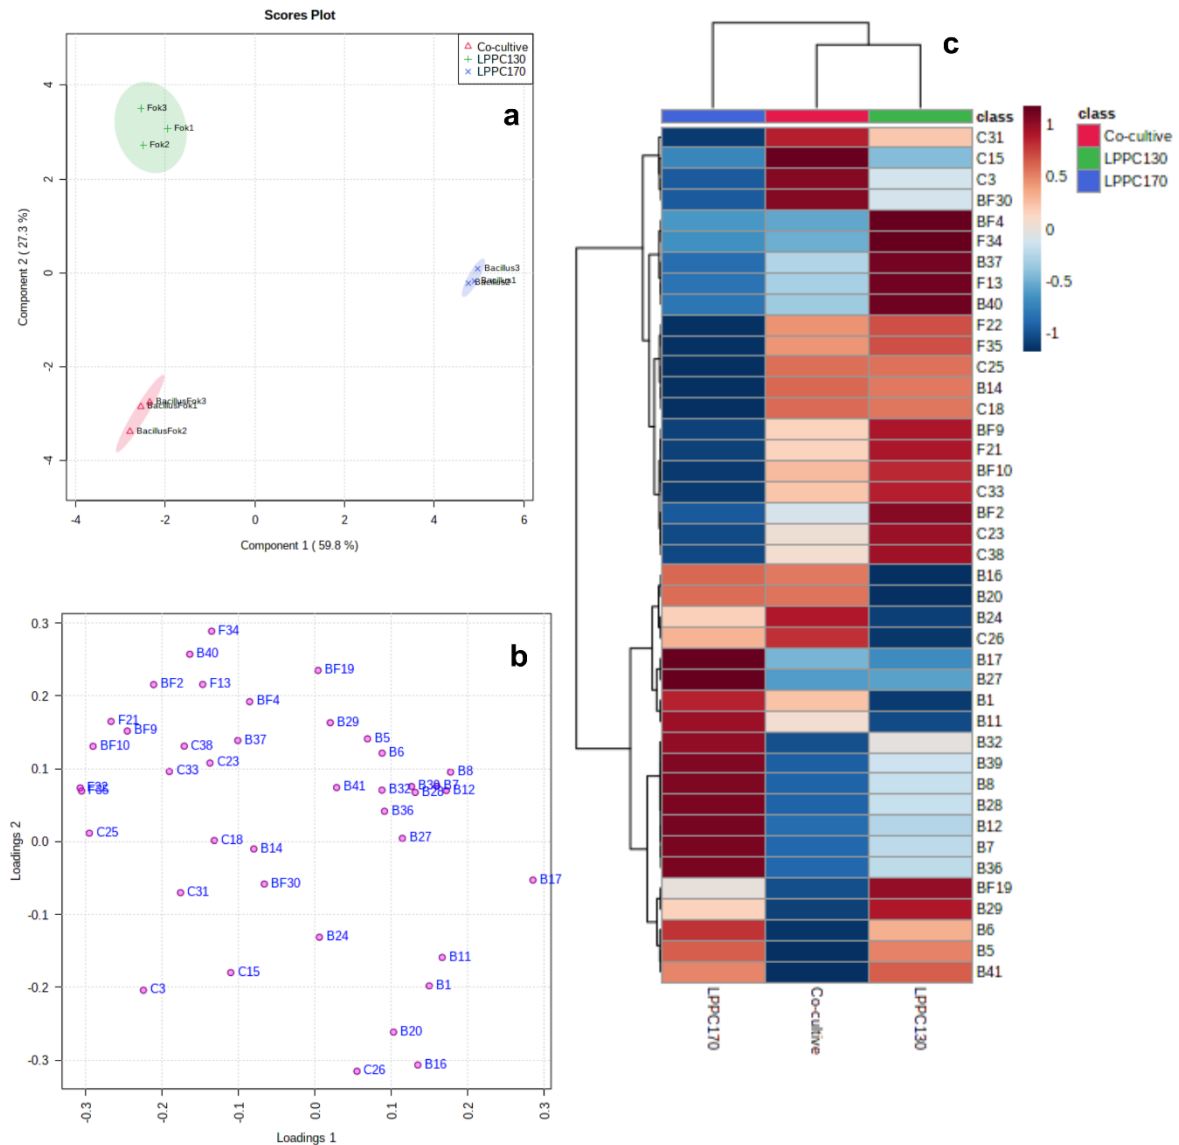 Scores Plot
Co-cultive
LPPC130
LPPC170
a
Fok3
Fok1
Fok2
Bacillus3
Bacillus1
BacillusFok3
BacillusFok1
BacillusFok2
Component 2 ( 27.3 %)
4
2
0
-2
-4
-4
-2
0
2
4
6
Component 1 ( 59.8 %)
b
Loadings 2
0.3
0.2
0.1
0.0
-0.1
-0.2
-0.3
F34
B40
BF19
BF2
F13
BF4
F21
BF9
B29
BF10
C38
B37
B5
B6
C33
C23
B8
F35
B41
B32
B28
B7
B12
B36
C25
C18
B14
B27
BF30
C31
B17
B24
B11
C15
C3
B1
B20
B16
C26
-0.3
-0.2
-0.1
0.0
0.1
0.2
0.3
Loadings 1
c
class
C31
C15
C3
BF30
BF4
F34
B37
F13
B40
F22
F35
C25
B14
C18
BF9
F21
BF10
C33
BF2
C23
C38
B16
B20
B24
C26
B17
B27
B1
B11
B32
B39
B8
B28
B12
B7
B36
BF19
B29
B6
B5
B41
LPPC170
Co-cultive
LPPC130
1
0.5
0
-0.5
-1
class
Co-cultive
LPPC130
LPPC170